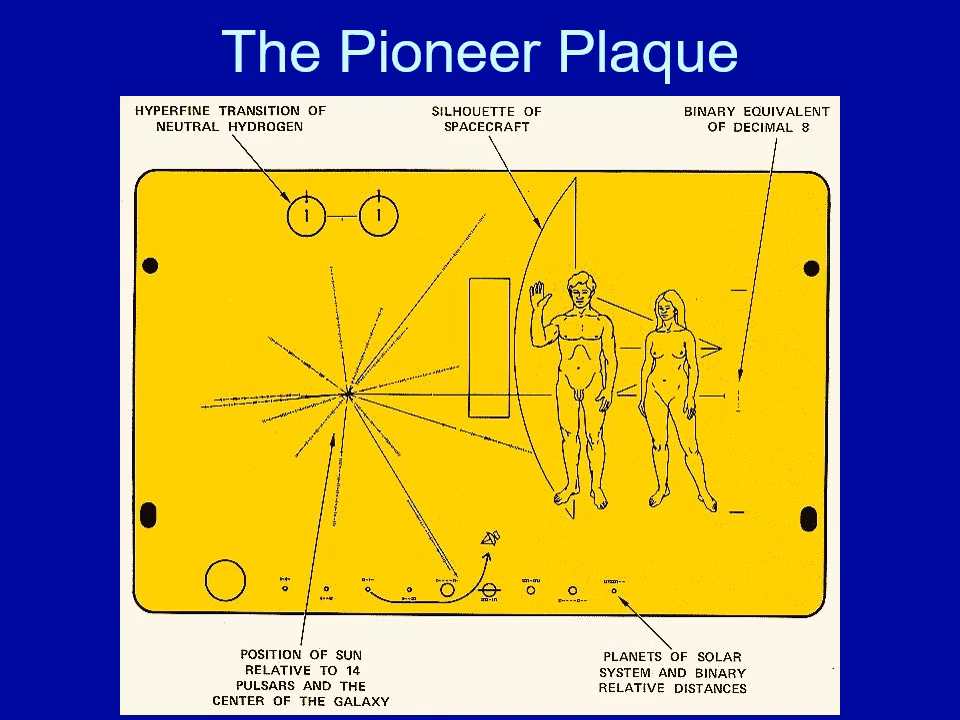 The Pioneer Plaque
HYPERFINE TRANSITION OF
NEUTRAL HYDROGEN
SILHOUETTE OF
SPACECRAFT
BINARY EQUIVALENT
OF DECIMAL 8
POSITION OF SUN
RELATIVE TO 14
PULSARS AND THE
CENTER OF THE GALAXY
PLANETS OF SOLAR
SYSTEM AND BINARY
RELATIVE DISTANCES